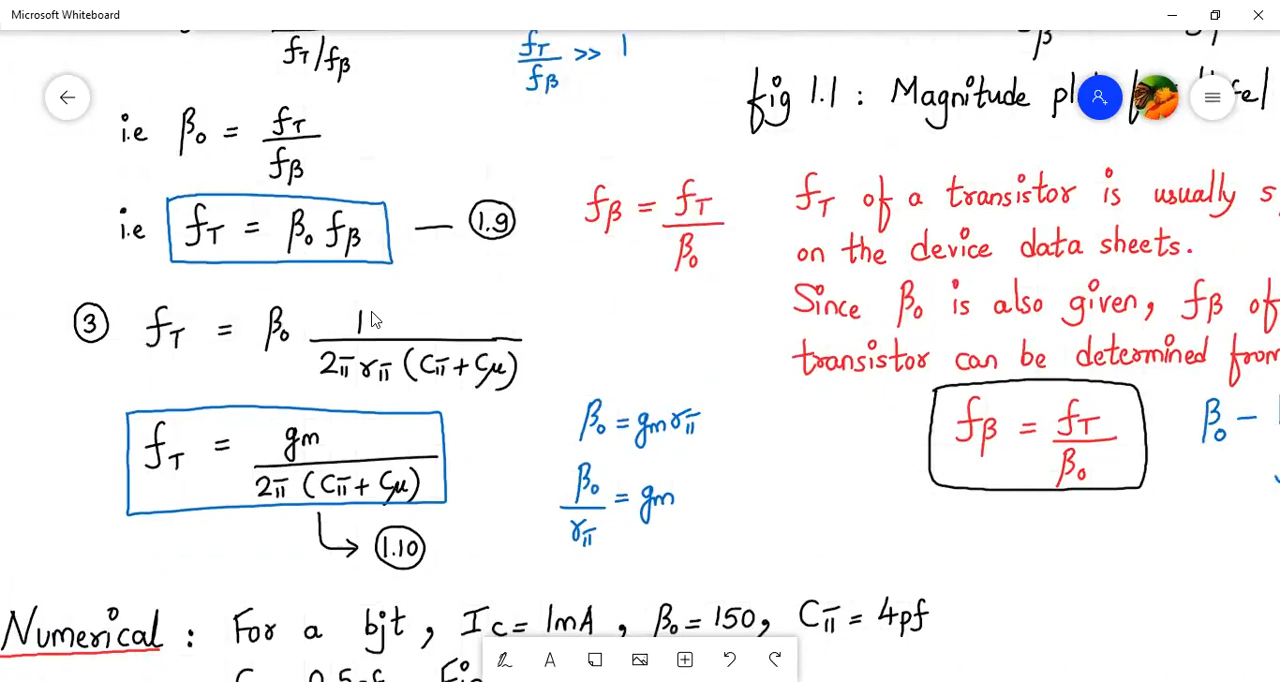 Microsoft Whiteboard
fT/fβ
fT/fβ >> 1
fβ
fig 1.1 : Magnitude
i.e β₀ = fT/fβ
i.e fT = β₀ fβ — 1.9
fβ = fT/β₀
fT of a transistor is usually s
on the device data sheets.
Since β₀ is also given, fβ of
transistor can be determined from
fβ = fT/β₀
β₀ -
③ fT = β₀ 1/2π rπ (Cπ + Cμ)
fT = gm/2π (Cπ + Cμ)
1.10
β₀ = gm rπ
β₀/rπ = gm
Numerical : For a bjt, Ic = 1mA, β₀ = 150, Cπ = 4pf